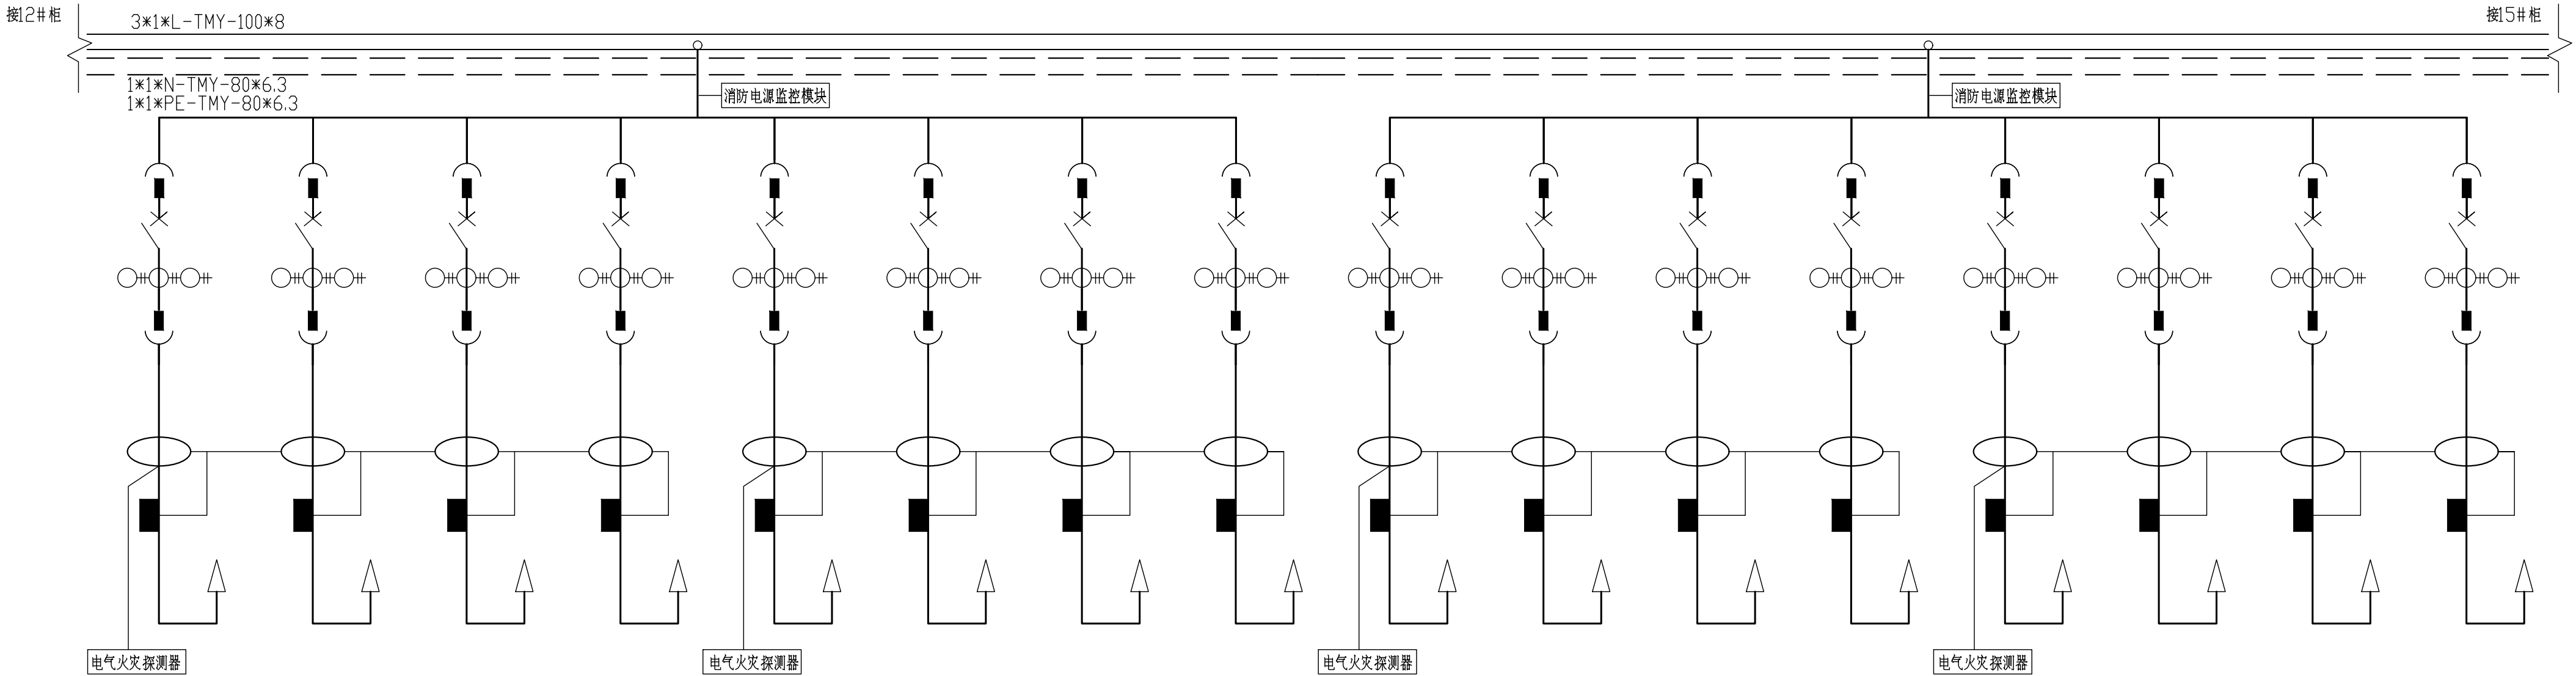 接12#柜
3*1*L-TMY-100*8
接15#柜
1*1*N-TMY-80*6.3
1*1*PE-TMY-80*6.3
消防电源监控模块
消防电源监控模块
电气火灾探测器
电气火灾探测器
电气火灾探测器
电气火灾探测器